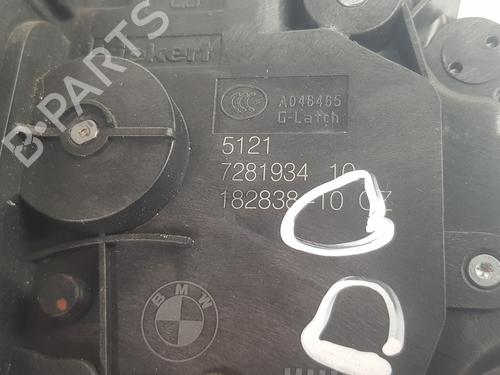 B-PARTS
A046465
G-Latch
5121
7281934 10
182838-10 CZ
BMW